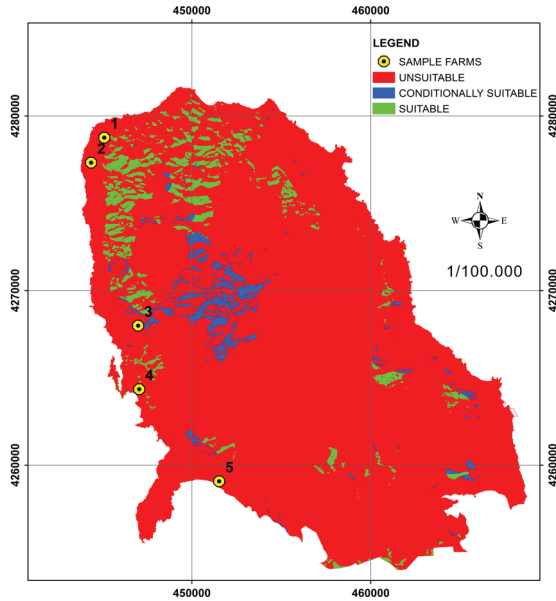 450000 460000
LEGEND
SAMPLE FARMS
UNSUITABLE
CONDITIONALLY SUITABLE
SUITABLE
4280000 4280000
1
2
N
W E
S
1/100.000
4270000 4270000
3
4
4260000 4260000
5
450000 460000